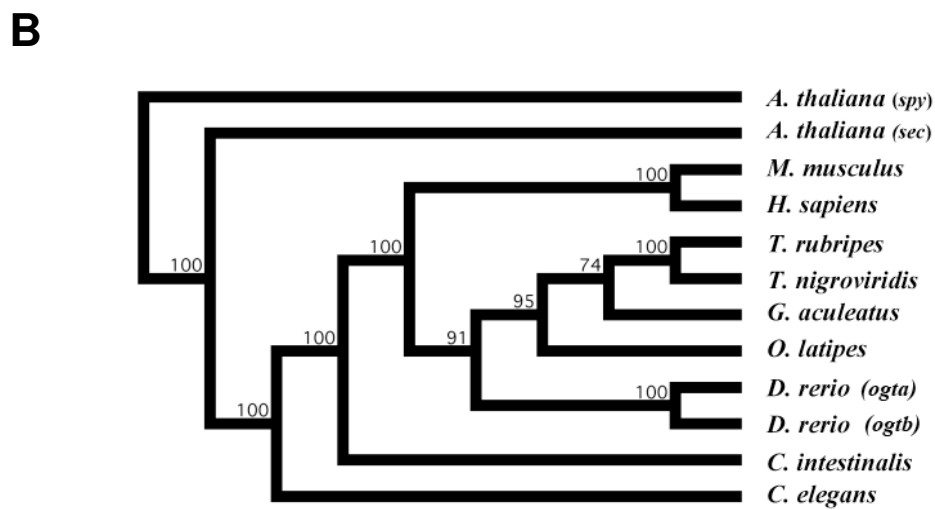 B
A. thaliana (spy)
A. thaliana (sec)
100
M. musculus
H. sapiens
100
100
T. rubripes
100
74
T. nigroviridis
95
G. aculeatus
100
91
O. latipes
100
D. rerio (ogta)
100
D. rerio (ogtb)
C. intestinalis
C. elegans